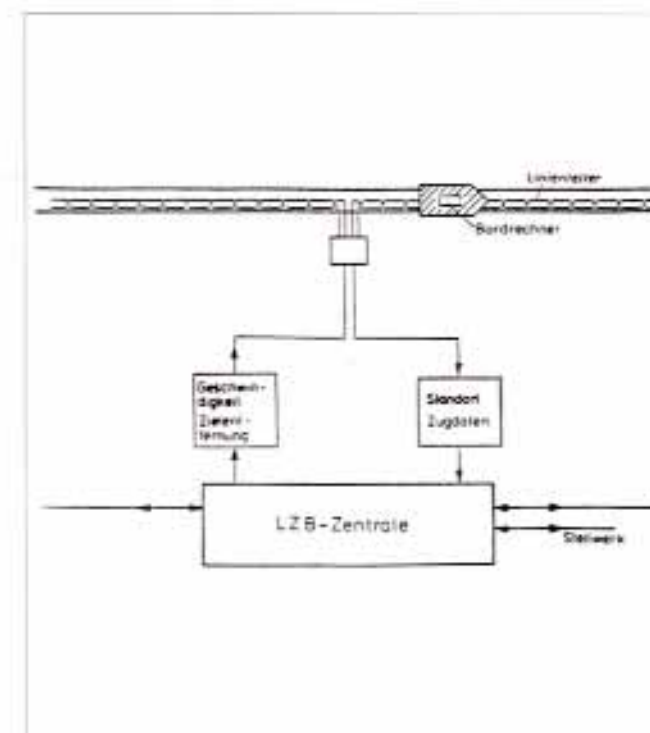 Linienleiter
Bordrechner
Geschwin-
digkeit
Zielent-
fernung
Standort
Zugdaten
LZB-Zentrale
Stellwerk